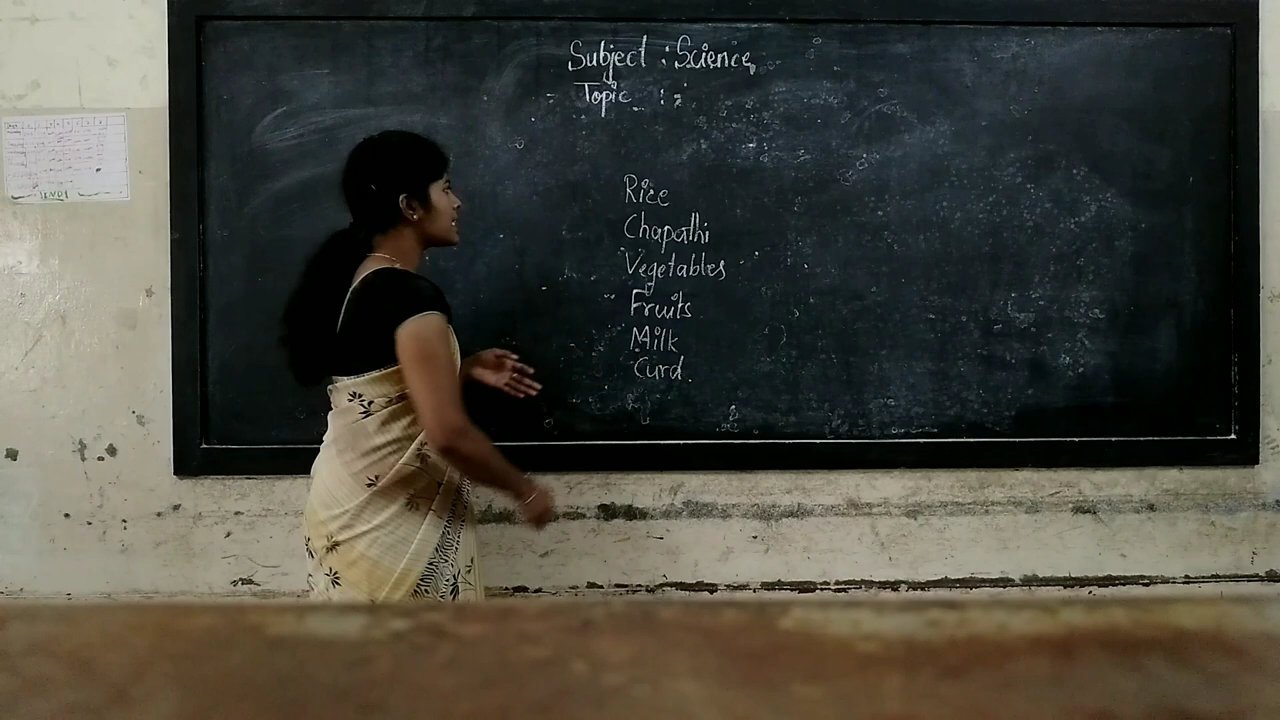 Subject : Science
Topic :
Rice
Chapathi
Vegetables
Fruits
Milk
Curd.